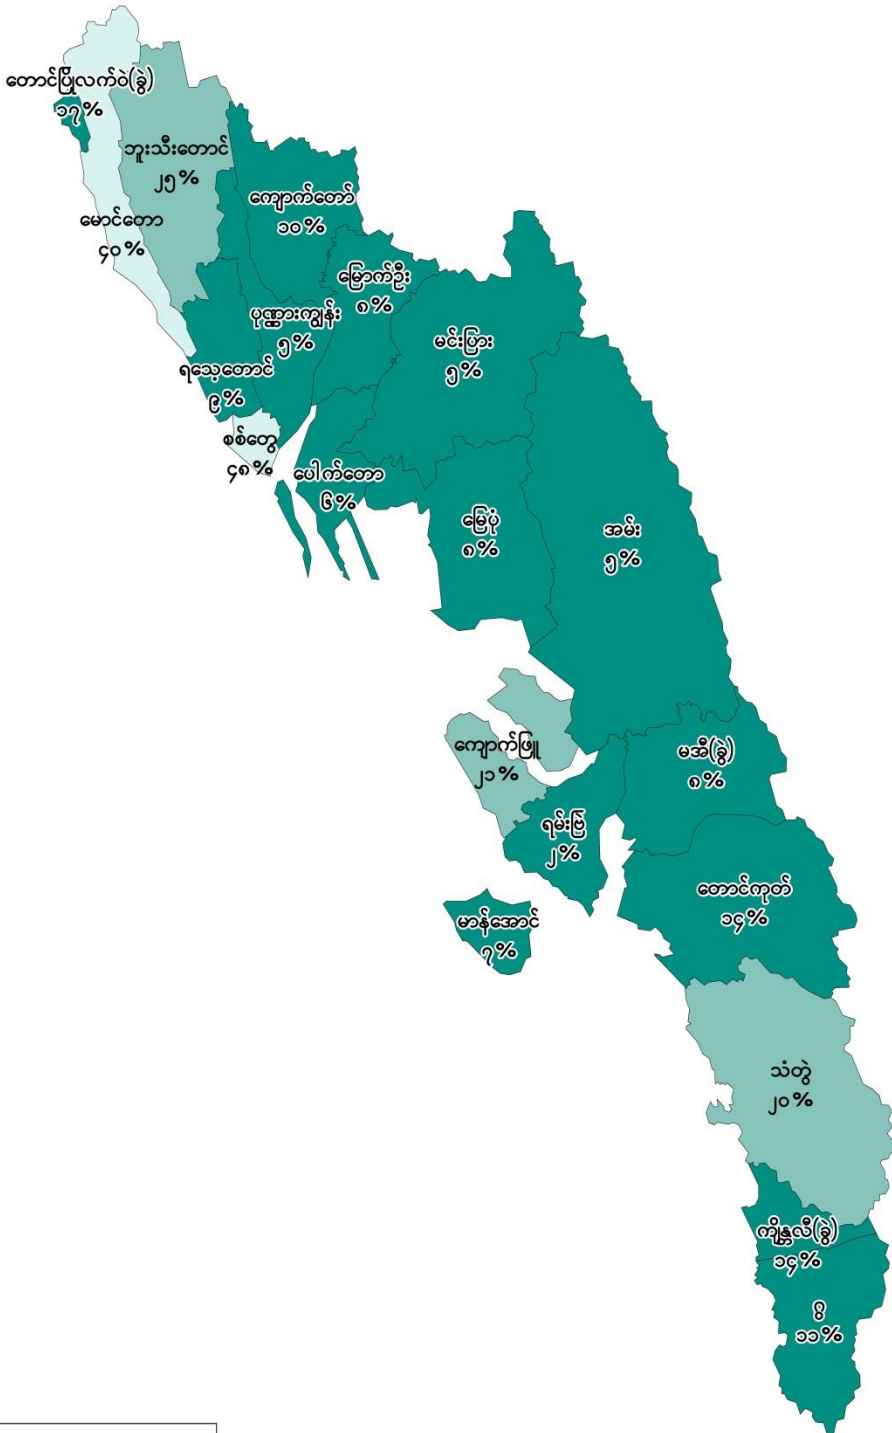 တောင်ပြိုလက်ဝဲ(ခွဲ)
၁၇%
ဘူးသီးတောင်
၂၅%
ကျောက်တော်
၁၀%
မောင်တော
၄၀%
မြောက်ဦး
၈%
ပုဏ္ဏားကျွန်း
၅%
မင်းပြား
၅%
ရသေ့တောင်
၉%
စစ်တွေ
၄၈%
ပေါက်တော
၆%
မြေပုံ
၈%
အမ်း
၅%
ကျောက်ဖြူ
၂၁%
မအီ(ခွဲ)
၈%
ရမ်းဗြဲ
၂%
တောင်ကုတ်
၁၄%
မာန်အောင်
၇%
သံတွဲ
၂၀%
ကျိန္တလီ(ခွဲ)
၁၄%
ဂွ
၁၁%